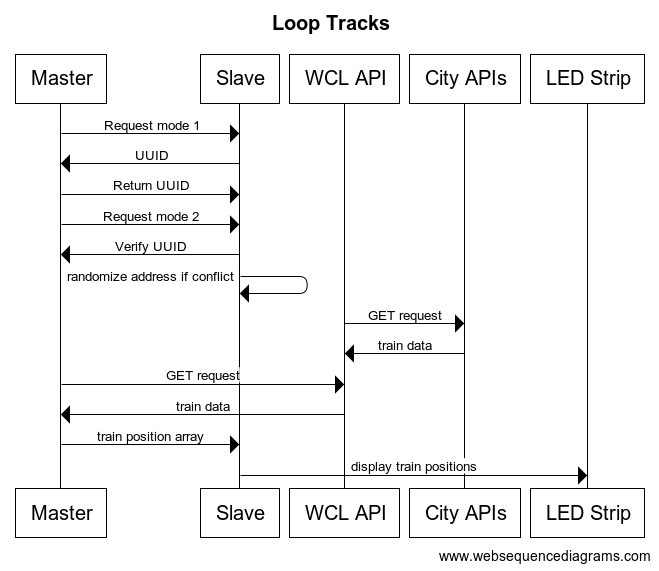 Loop Tracks
Master Slave WCL API City APIs LED Strip
Request mode 1
UUID
Return UUID
Request mode 2
Verify UUID
randomize address if conflict
GET request
train data
GET request
train data
train position array
display train positions
Master Slave WCL API City APIs LED Strip
www.websequencediagrams.com